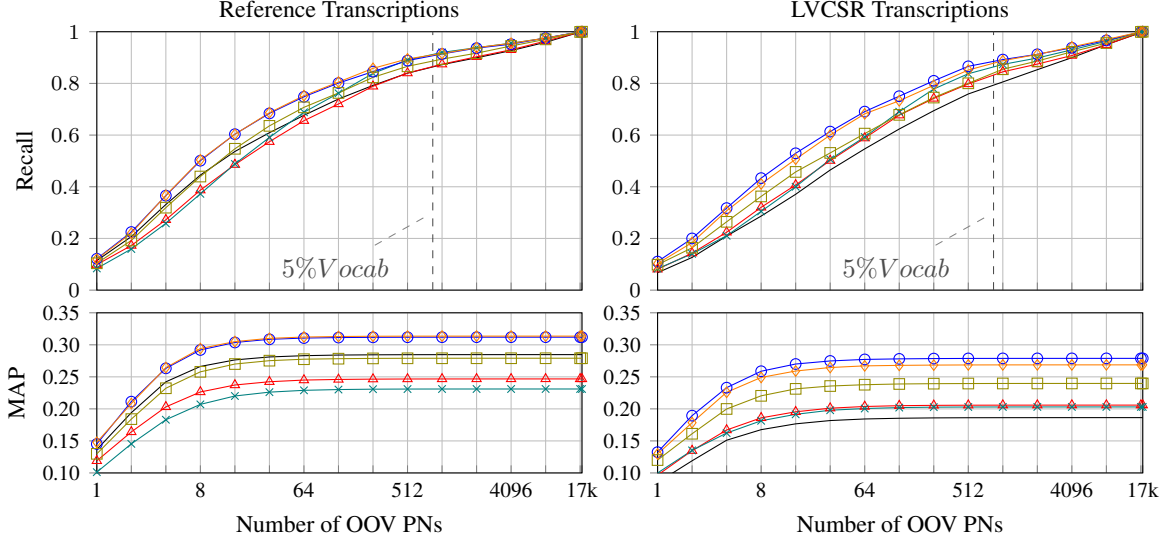 Reference Transcriptions
LVCSR Transcriptions
1
0.8
0.6
0.4
0.2
0
Recall
5%Vocab
1
0.8
0.6
0.4
0.2
0
Recall
5%Vocab
0.35
0.30
0.25
0.20
0.15
0.10
MAP
1 8 64 512 4096 17k
Number of OOV PNs
0.35
0.30
0.25
0.20
0.15
0.10
MAP
1 8 64 512 4096 17k
Number of OOV PNs